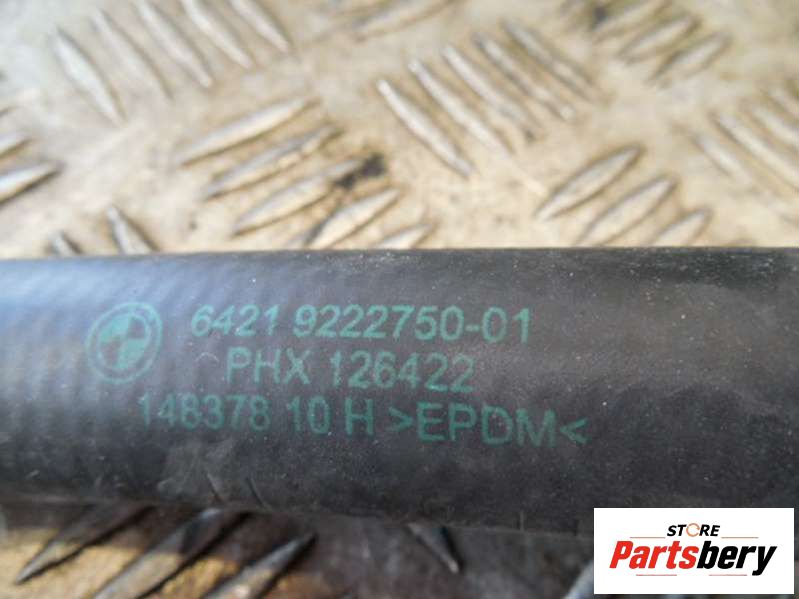 6421 9222750-01
PHX 126422
148378 10 H >EPDM<
STORE
Partsbery